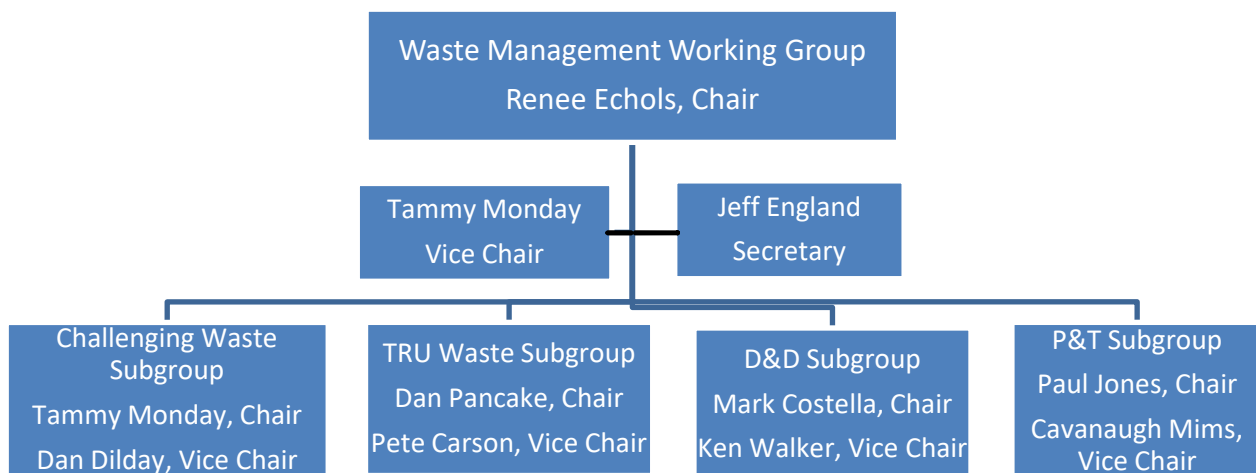 Waste Management Working Group
Renee Echols, Chair
Tammy Monday
Vice Chair
Jeff England
Secretary
Challenging Waste
Subgroup
Tammy Monday, Chair
Dan Dilday, Vice Chair
TRU Waste Subgroup
Dan Pancake, Chair
Pete Carson, Vice Chair
D&D Subgroup
Mark Costella, Chair
Ken Walker, Vice Chair
P&T Subgroup
Paul Jones, Chair
Cavanaugh Mims,
Vice Chair